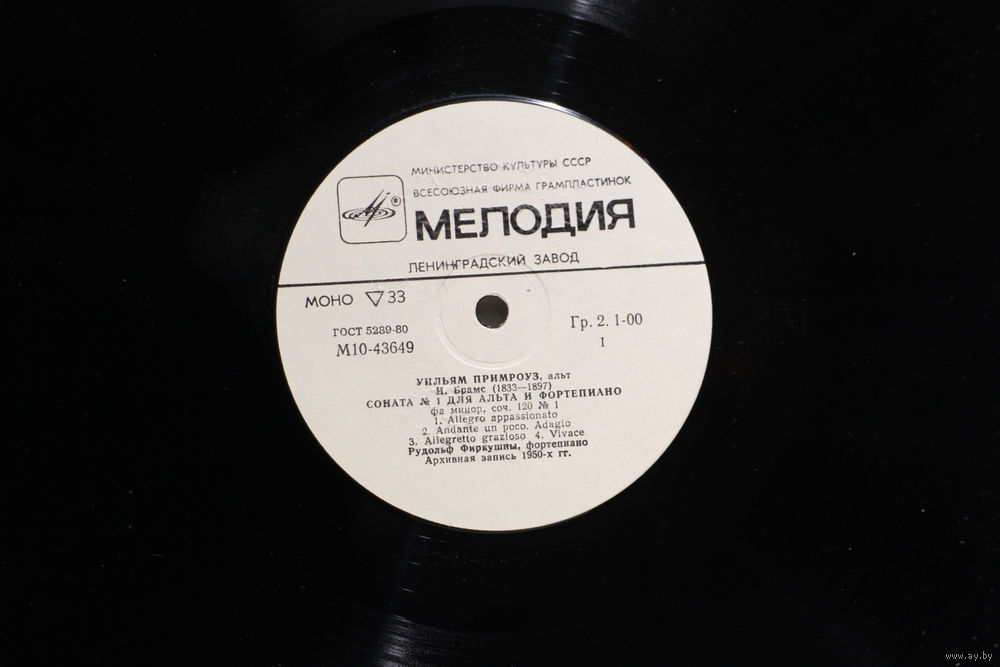 МИНИСТЕРСТВО КУЛЬТУРЫ СССР
ВСЕСОЮЗНАЯ ФИРМА ГРАМПЛАСТИНОК
®
МЕЛОДИЯ
ЛЕНИНГРАДСКИЙ ЗАВОД
МОНО ▽ 33
ГОСТ 5289-80
М10-43649
Гр. 2. 1-00
I
УИЛЬЯМ ПРИМРОУЗ, альт
И. Брамс (1833—1897)
СОНАТА № 1 ДЛЯ АЛЬТА И ФОРТЕПИАНО
фа минор, соч. 120 № 1
1. Allegro appassionato
2. Andante un poco. Adagio
3. Allegretto grazioso 4. Vivace
Рудольф Фиркушны, фортепиано
Архивная запись 1950-х гг.
www.ay.by